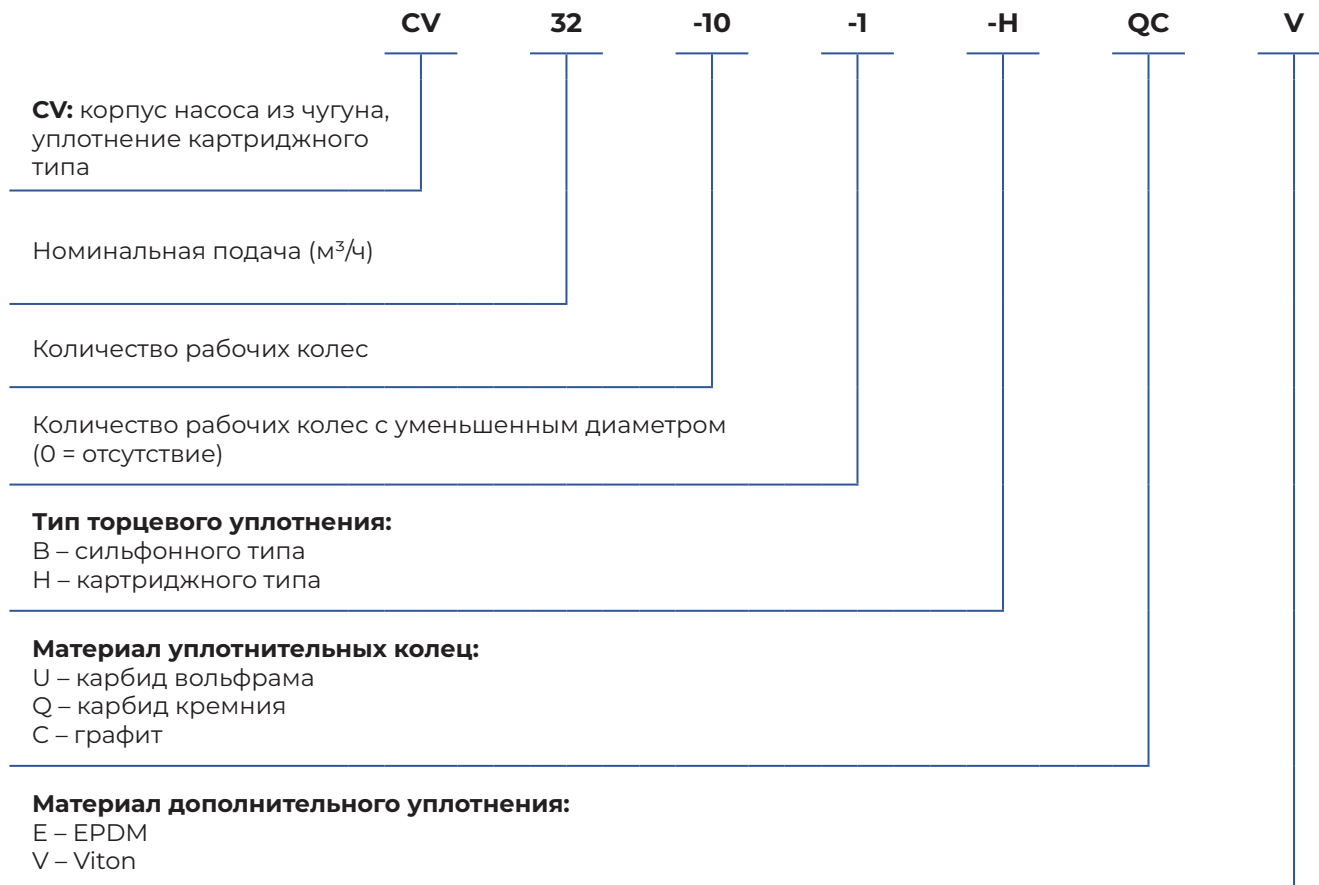 CV 32 -10 -1 -H QC V
CV: корпус насоса из чугуна,
уплотнение картриджного
типа
Номинальная подача (м³/ч)
Количество рабочих колес
Количество рабочих колес с уменьшенным диаметром
(0 = отсутствие)
Тип торцевого уплотнения:
B – сильфонного типа
H – картриджного типа
Материал уплотнительных колец:
U – карбид вольфрама
Q – карбид кремния
C – графит
Материал дополнительного уплотнения:
E – EPDM
V – Viton